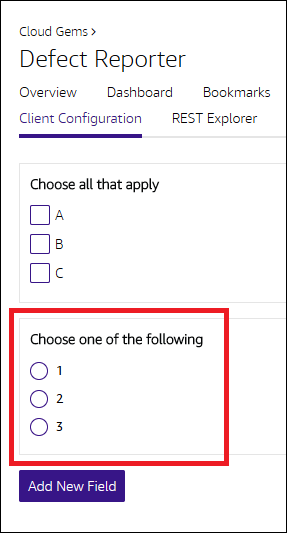 Cloud Gems >
Defect Reporter
Overview Dashboard Bookmarks
Client Configuration REST Explorer
Choose all that apply
A
B
C
Choose one of the following
1
2
3
Add New Field